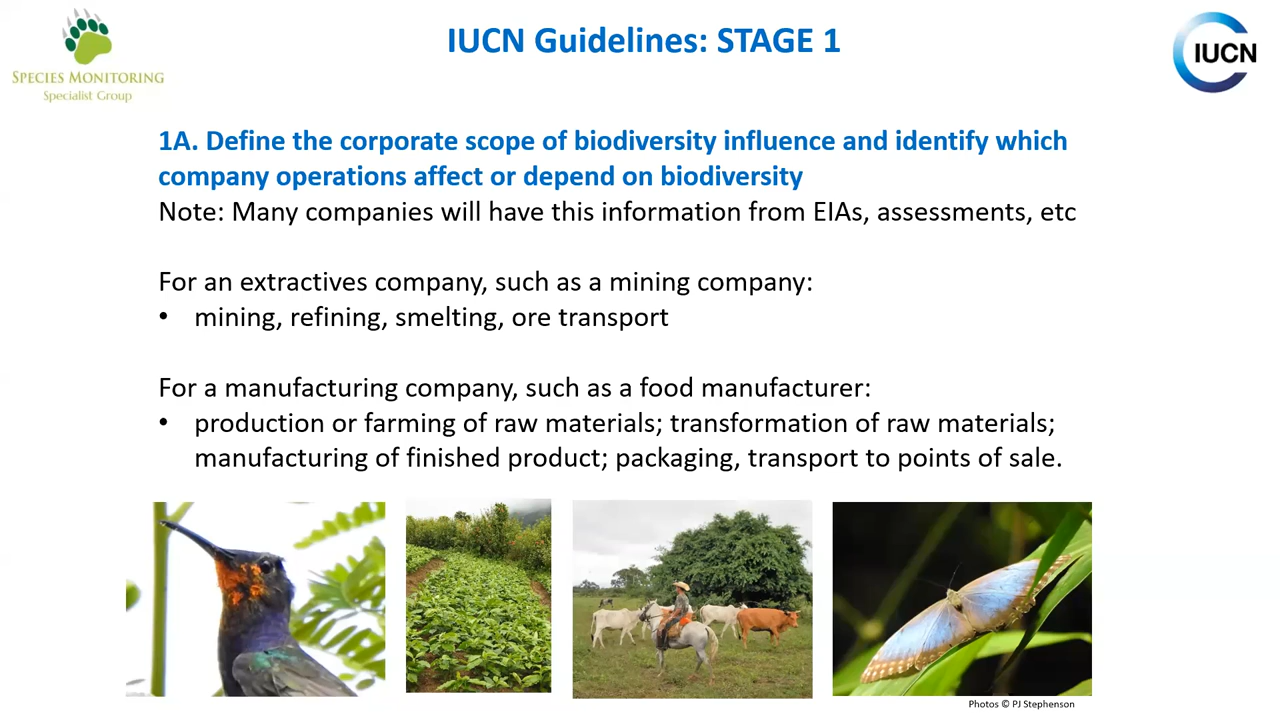 IUCN Guidelines: STAGE 1
SPECIES MONITORING
Specialist Group
IUCN
1A. Define the corporate scope of biodiversity influence and identify which
company operations affect or depend on biodiversity
Note: Many companies will have this information from EIAs, assessments, etc
For an extractives company, such as a mining company:
• mining, refining, smelting, ore transport
For a manufacturing company, such as a food manufacturer:
• production or farming of raw materials; transformation of raw materials;
manufacturing of finished product; packaging, transport to points of sale.
Photos © PJ Stephenson